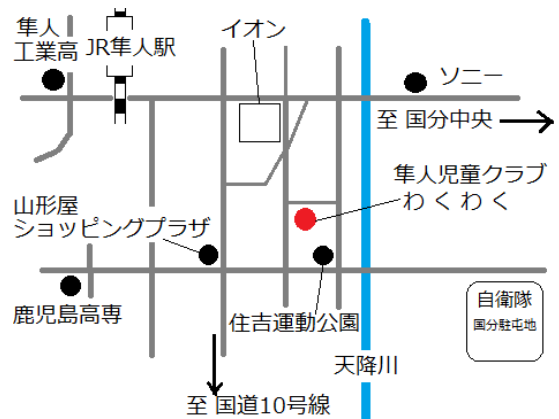 隼人
工業高
JR隼人駅
イオン
ソニー
至 国分中央
隼人児童クラブ
わくわく
山形屋
ショッピングプラザ
鹿児島高専
住吉運動公園
自衛隊
国分駐屯地
天降川
至 国道10号線